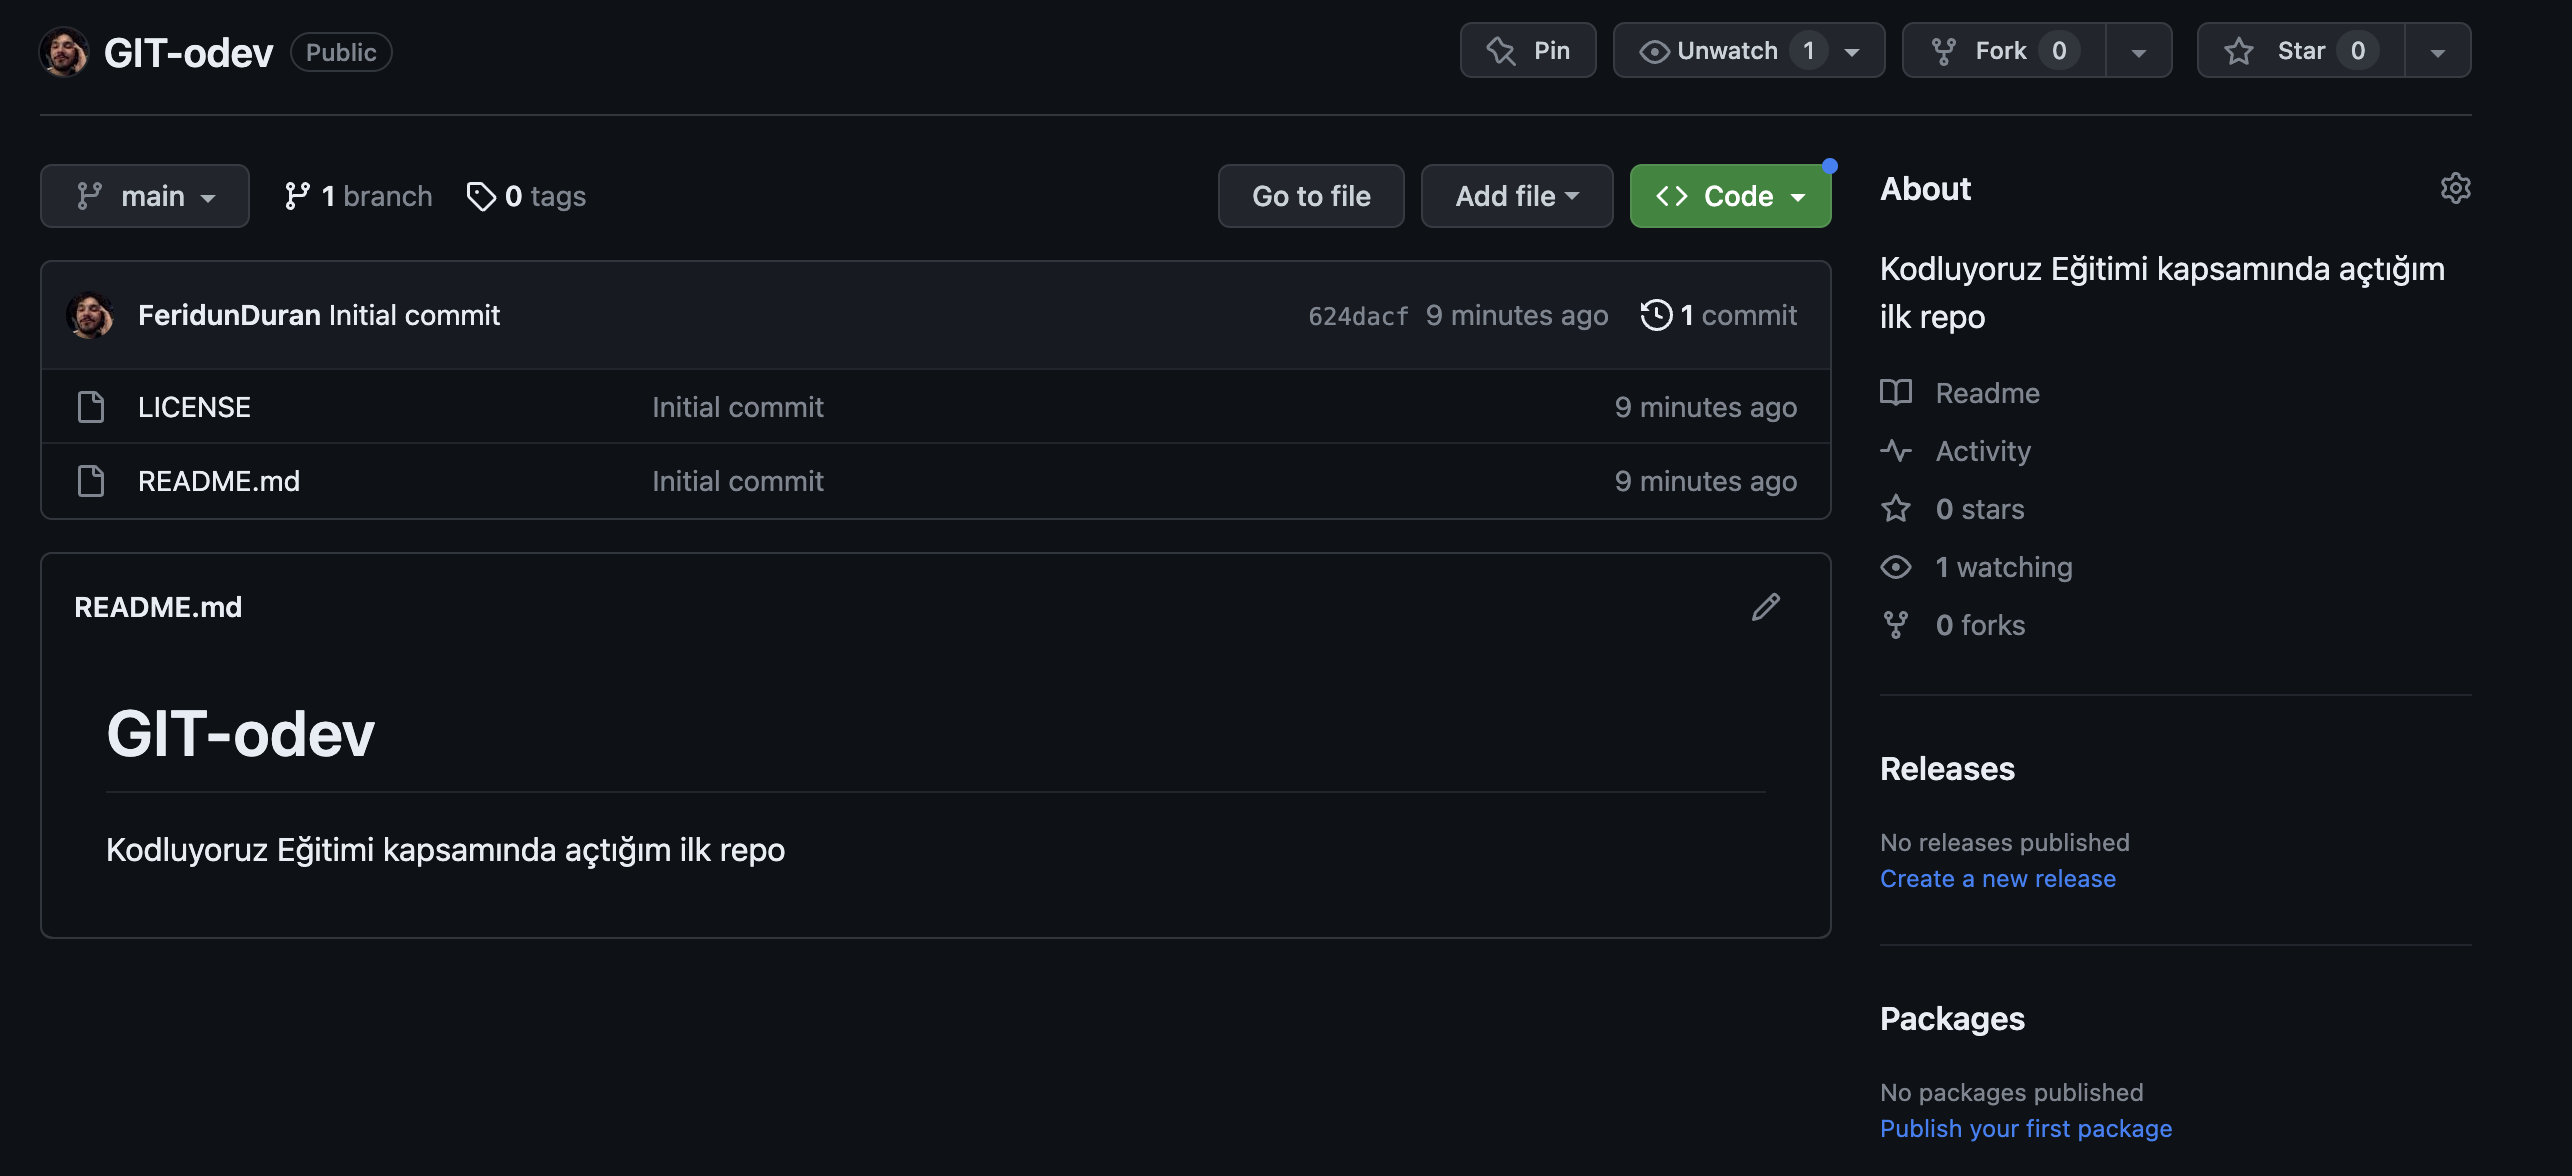 GIT-odev Public Pin Unwatch 1 Fork 0 Star 0
main 1 branch 0 tags Go to file Add file Code
FeridunDuran Initial commit 624dacf 9 minutes ago 1 commit
LICENSE Initial commit 9 minutes ago
README.md Initial commit 9 minutes ago
README.md
GIT-odev
Kodluyoruz Eğitimi kapsamında açtığım ilk repo
About
Kodluyoruz Eğitimi kapsamında açtığım
ilk repo
Readme
Activity
0 stars
1 watching
0 forks
Releases
No releases published
Create a new release
Packages
No packages published
Publish your first package